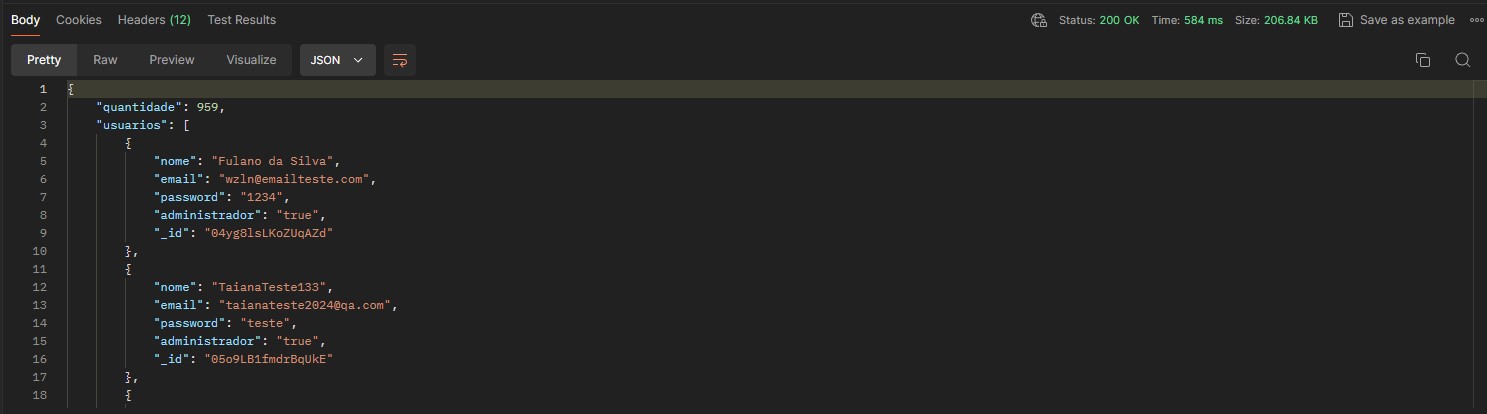 Body Cookies Headers (12) Test Results Status: 200 OK Time: 584 ms Size: 206.84 KB Save as example
Pretty Raw Preview Visualize JSON
1 {
2 "quantidade": 959,
3 "usuarios": [
4 {
5 "nome": "Fulano da Silva",
6 "email": "wzln@emailteste.com",
7 "password": "1234",
8 "administrador": "true",
9 "_id": "04yg8lsLKoZUqAZd"
10 },
11 {
12 "nome": "TaianaTeste133",
13 "email": "taianateste2024@qa.com",
14 "password": "teste",
15 "administrador": "true",
16 "_id": "05o9LB1fmdrBqUkE"
17 },
18 {